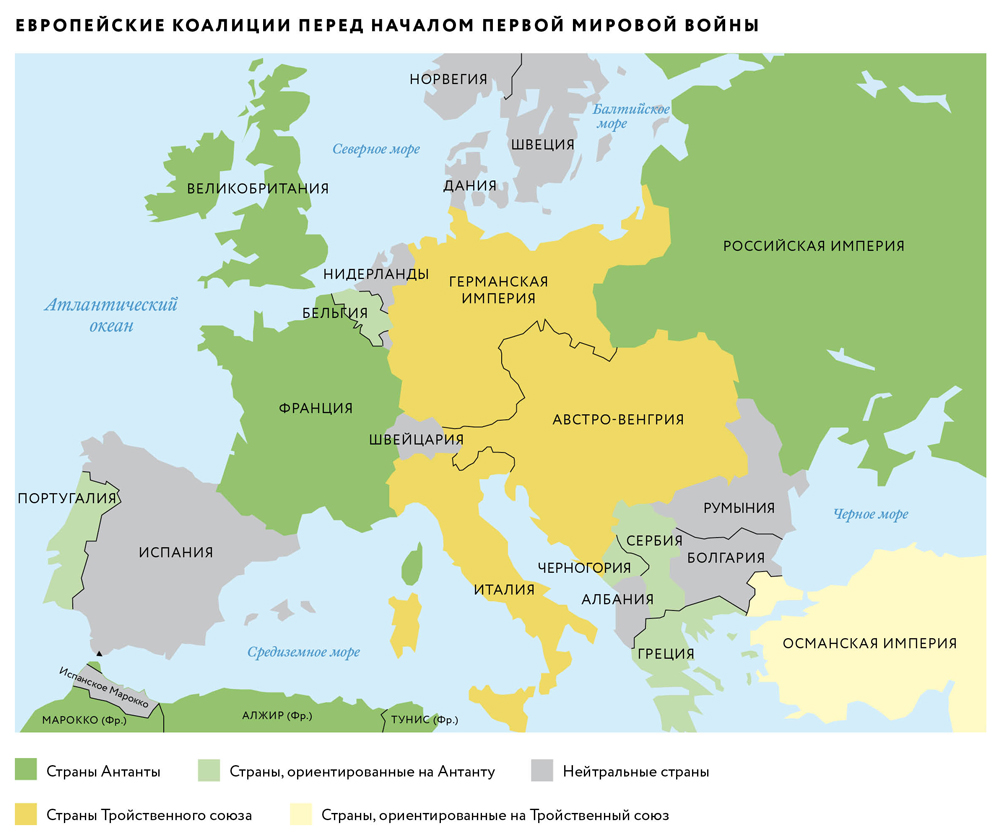 ЕВРОПЕЙСКИЕ КОАЛИЦИИ ПЕРЕД НАЧАЛОМ ПЕРВОЙ МИРОВОЙ ВОЙНЫ
НОРВЕГИЯ
Балтийское
море
ШВЕЦИЯ
Северное море
ДАНИЯ
ВЕЛИКОБРИТАНИЯ
РОССИЙСКАЯ ИМПЕРИЯ
НИДЕРЛАНДЫ
ГЕРМАНСКАЯ
ИМПЕРИЯ
Атлантический
океан
БЕЛЬГИЯ
ФРАНЦИЯ
АВСТРО-ВЕНГРИЯ
ШВЕЙЦАРИЯ
ПОРТУГАЛИЯ
РУМЫНИЯ
Черное море
ИСПАНИЯ
СЕРБИЯ
БОЛГАРИЯ
ЧЕРНОГОРИЯ
ИТАЛИЯ
АЛБАНИЯ
ОСМАНСКАЯ ИМПЕРИЯ
Средиземное море
ГРЕЦИЯ
Испанское Марокко
МАРОККО (Фр.)
АЛЖИР (Фр.)
ТУНИС (Фр.)
Страны Антанты
Страны, ориентированные на Антанту
Нейтральные страны
Страны Тройственного союза
Страны, ориентированные на Тройственный союз